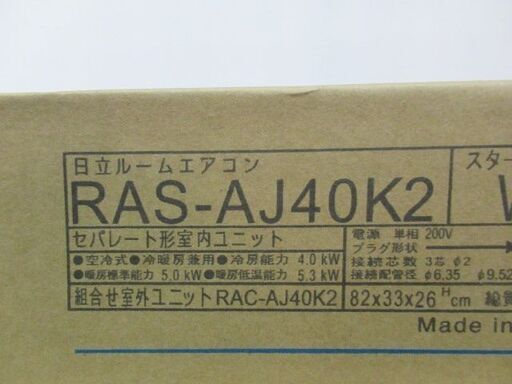 日立ルームエアコン
スター
RAS-AJ40K2
W
セパレート形室内ユニット
電源 単相 200V
プラグ形状
●空冷式●冷暖房兼用●冷房能力 4.0 kW
接続芯数 3芯 φ2
●暖房標準能力 5.0 kW ●暖房低温能力 5.3 kW
接続配管径 φ6.35 φ9.52
組合せ室外ユニット RAC-AJ40K2
82x33x26 H cm
Made in